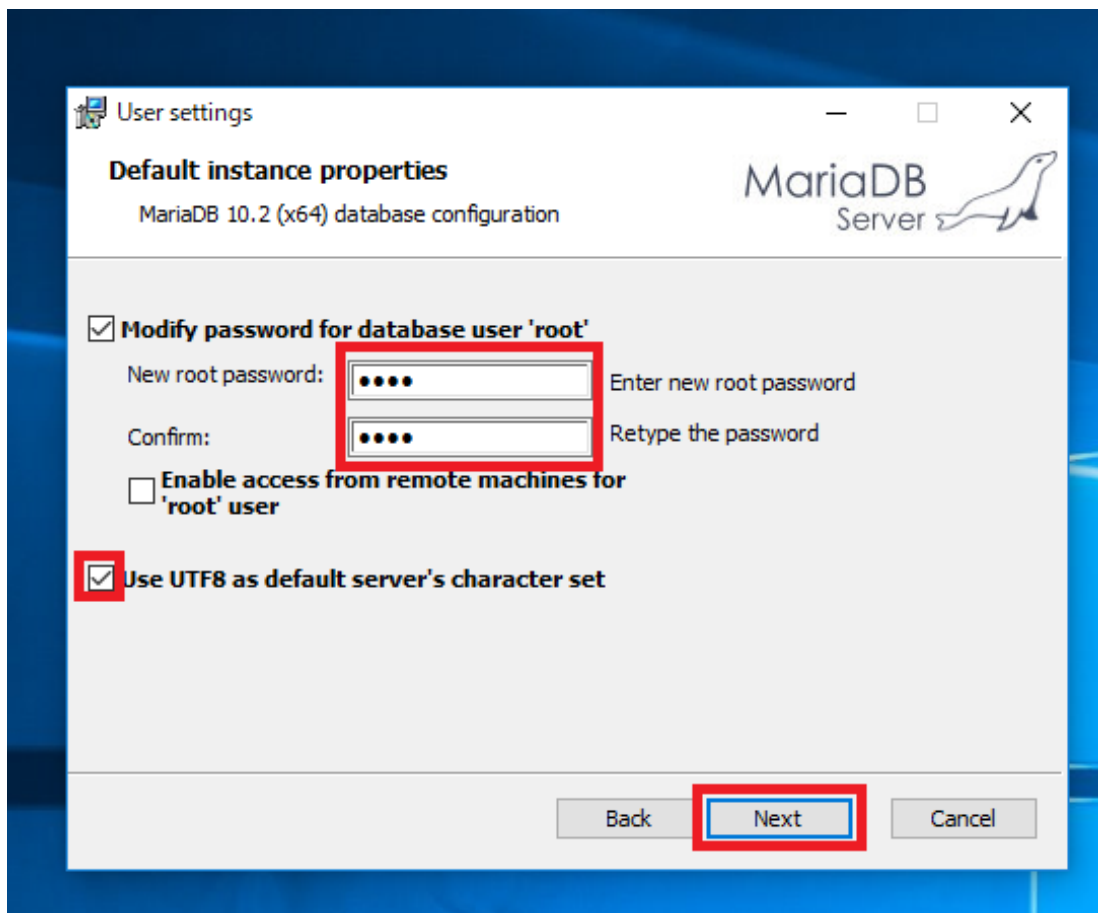 User settings
Default instance properties
MariaDB 10.2 (x64) database configuration
MariaDB
Server
Modify password for database user 'root'
New root password: ●●●● Enter new root password
Confirm: ●●●● Retype the password
Enable access from remote machines for
'root' user
Use UTF8 as default server's character set
Back Next Cancel